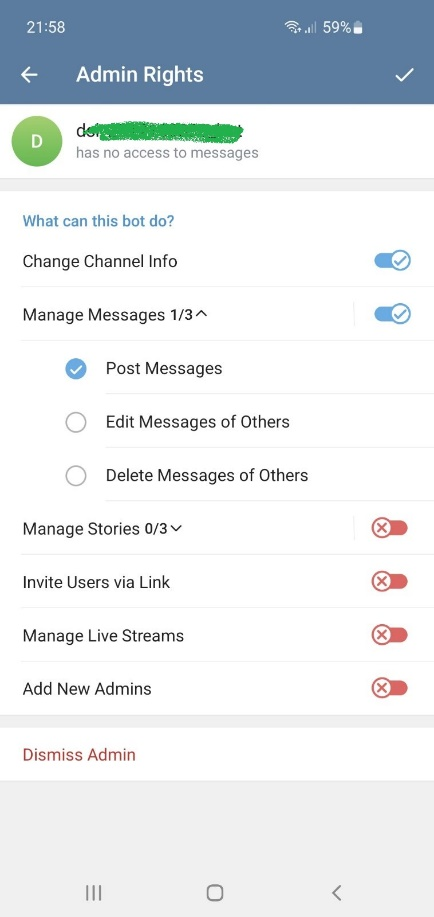 21:58
59%
Admin Rights
D
has no access to messages
What can this bot do?
Change Channel Info
Manage Messages 1/3
Post Messages
Edit Messages of Others
Delete Messages of Others
Manage Stories 0/3
Invite Users via Link
Manage Live Streams
Add New Admins
Dismiss Admin